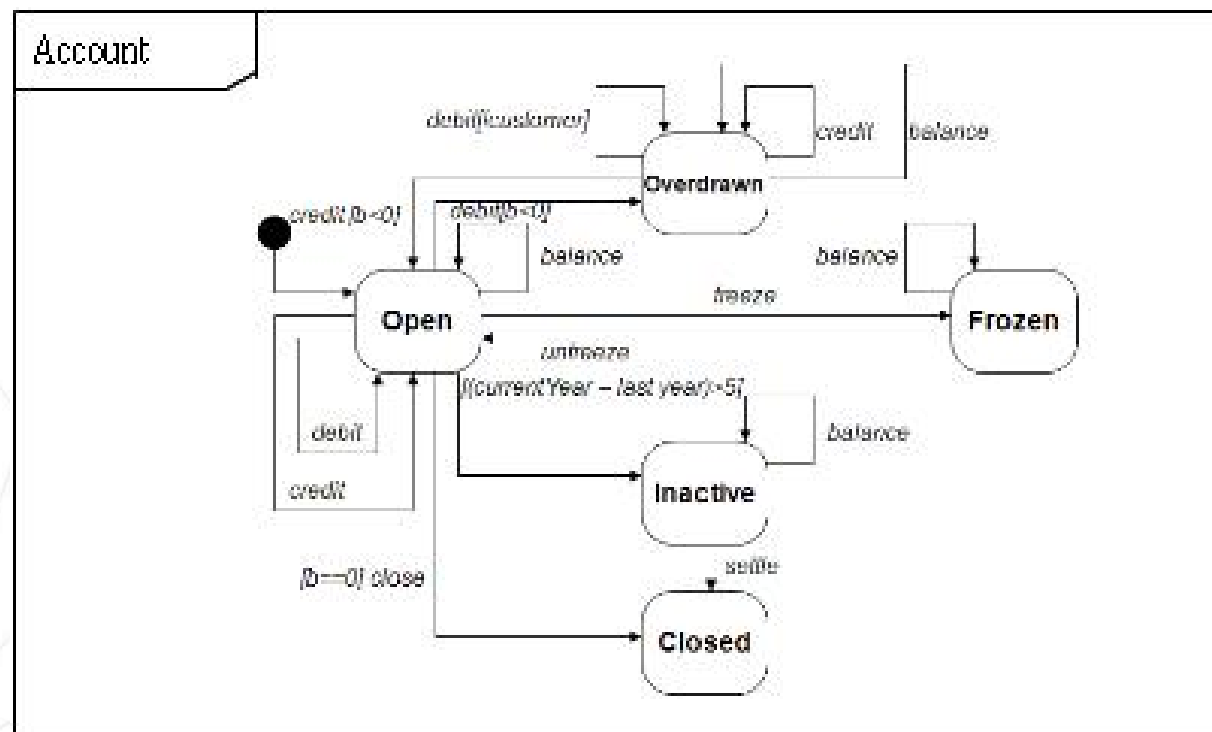 Account
debit[!customer]
credit
balance
Overdrawn
credit [b<0]
debit[b<0]
balance
balance
freeze
Open
Frozen
unfreeze
[(currentYear – last year)>5]
debit
balance
credit
Inactive
[b==0] close
settle
Closed